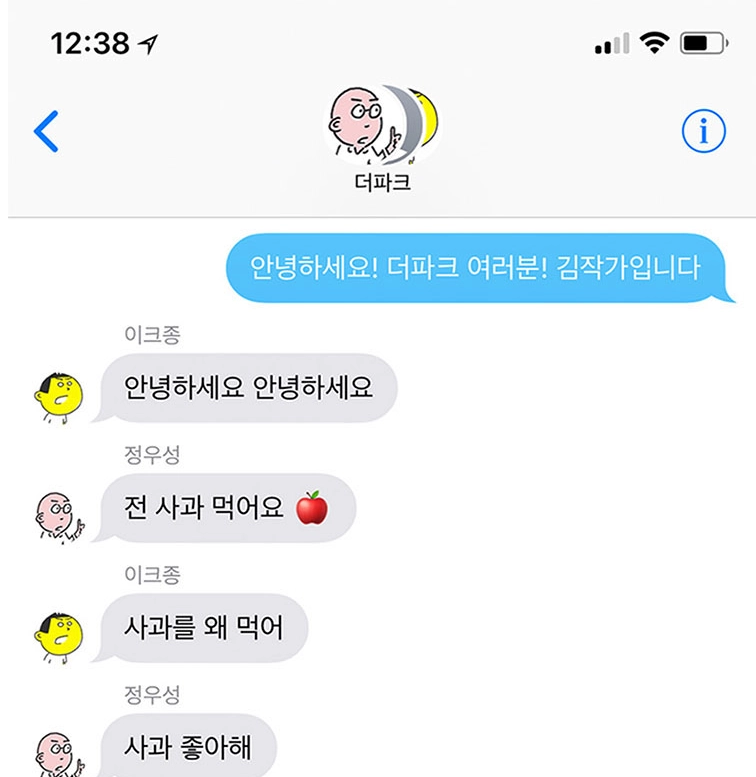 12:38
더파크
안녕하세요! 더파크 여러분! 김작가입니다
이크종
안녕하세요 안녕하세요
정우성
전 사과 먹어요 🍎
이크종
사과를 왜 먹어
정우성
사과 좋아해